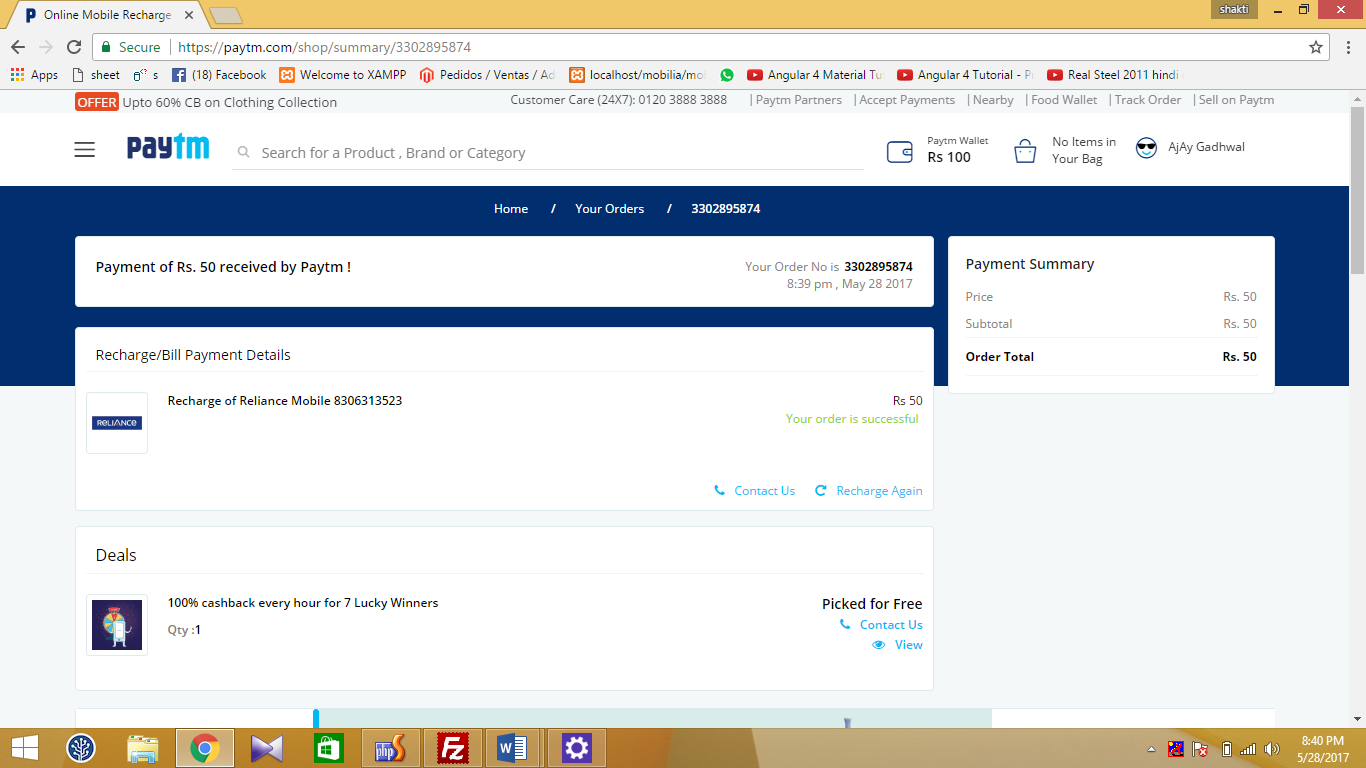 Online Mobile Recharge
shakti
Secure https://paytm.com/shop/summary/3302895874
Apps sheet s (18) Facebook Welcome to XAMPP Pedidos / Ventas / Ad localhost/mobilia/mo Angular 4 Material Tu Angular 4 Tutorial - P Real Steel 2011 hindi
OFFER Upto 60% CB on Clothing Collection Customer Care (24X7): 0120 3888 3888 | Paytm Partners | Accept Payments | Nearby | Food Wallet | Track Order | Sell on Paytm
paytm Search for a Product , Brand or Category
Paytm Wallet
Rs 100
No Items in
Your Bag
AjAy Gadhwal
Home / Your Orders / 3302895874
Payment of Rs. 50 received by Paytm !
Your Order No is 3302895874
8:39 pm , May 28 2017
Payment Summary
Price Rs. 50
Subtotal Rs. 50
Order Total Rs. 50
Recharge/Bill Payment Details
RELIANCE
Recharge of Reliance Mobile 8306313523 Rs 50
Your order is successful
Contact Us Recharge Again
Deals
100% cashback every hour for 7 Lucky Winners Picked for Free
Qty :1 Contact Us
View
php
Fz
W
8:40 PM
5/28/2017